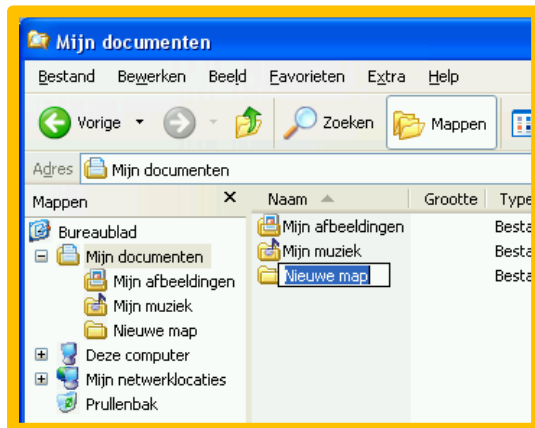 Mijn documenten
Bestand Bewerken Beeld Favorieten Extra Help
Vorige Zoeken Mappen
Adres Mijn documenten
Mappen Naam Grootte Type
Bureaublad
Mijn documenten
Mijn afbeeldingen
Mijn muziek
Nieuwe map
Deze computer
Mijn netwerklocaties
Prullenbak
Mijn afbeeldingen Besta
Mijn muziek Besta
Nieuwe map Besta